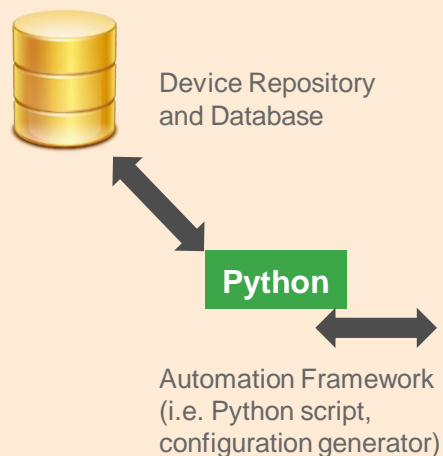 Device Repository
and Database
Python
Automation Framework
(i.e. Python script,
configuration generator)